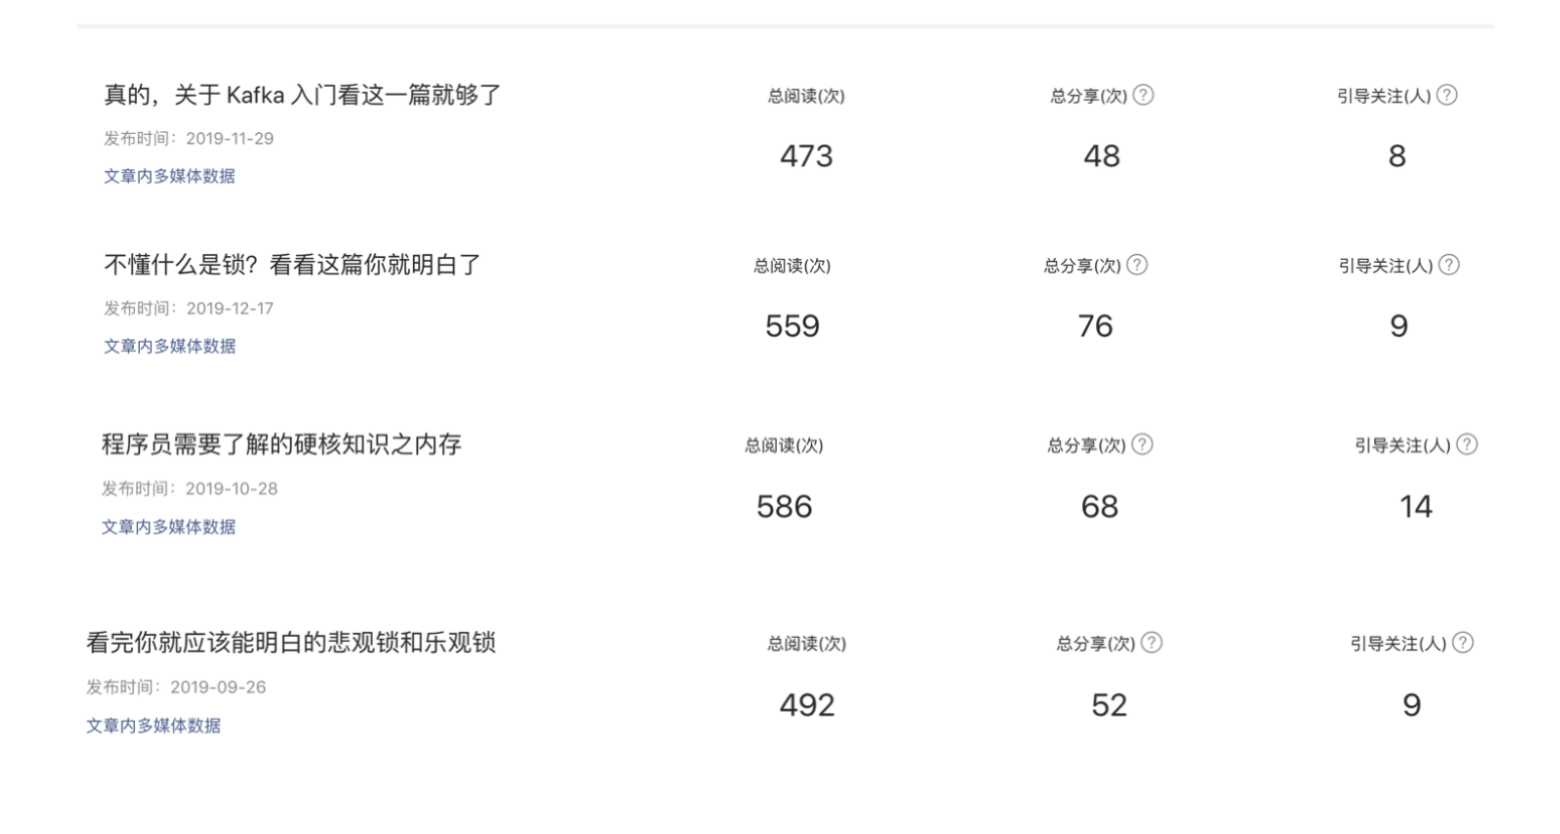 真的，关于 Kafka 入门看这一篇就够了
总阅读(次) 总分享(次) ? 引导关注(人) ?
发布时间：2019-11-29
473 48 8
文章内多媒体数据
不懂什么是锁？看看这篇你就明白了
总阅读(次) 总分享(次) ? 引导关注(人) ?
发布时间：2019-12-17
559 76 9
文章内多媒体数据
程序员需要了解的硬核知识之内存
总阅读(次) 总分享(次) ? 引导关注(人) ?
发布时间：2019-10-28
586 68 14
文章内多媒体数据
看完你就应该能明白的悲观锁和乐观锁
总阅读(次) 总分享(次) ? 引导关注(人) ?
发布时间：2019-09-26
492 52 9
文章内多媒体数据